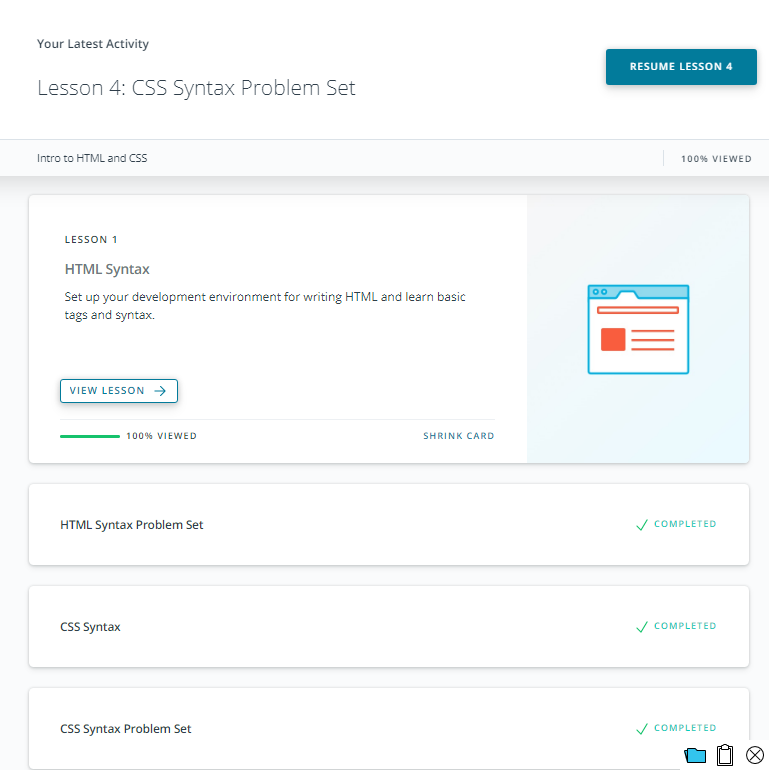 Your Latest Activity
RESUME LESSON 4
Lesson 4: CSS Syntax Problem Set
Intro to HTML and CSS
100% VIEWED
LESSON 1
HTML Syntax
Set up your development environment for writing HTML and learn basic
tags and syntax.
VIEW LESSON
100% VIEWED
SHRINK CARD
HTML Syntax Problem Set
COMPLETED
CSS Syntax
COMPLETED
CSS Syntax Problem Set
COMPLETED